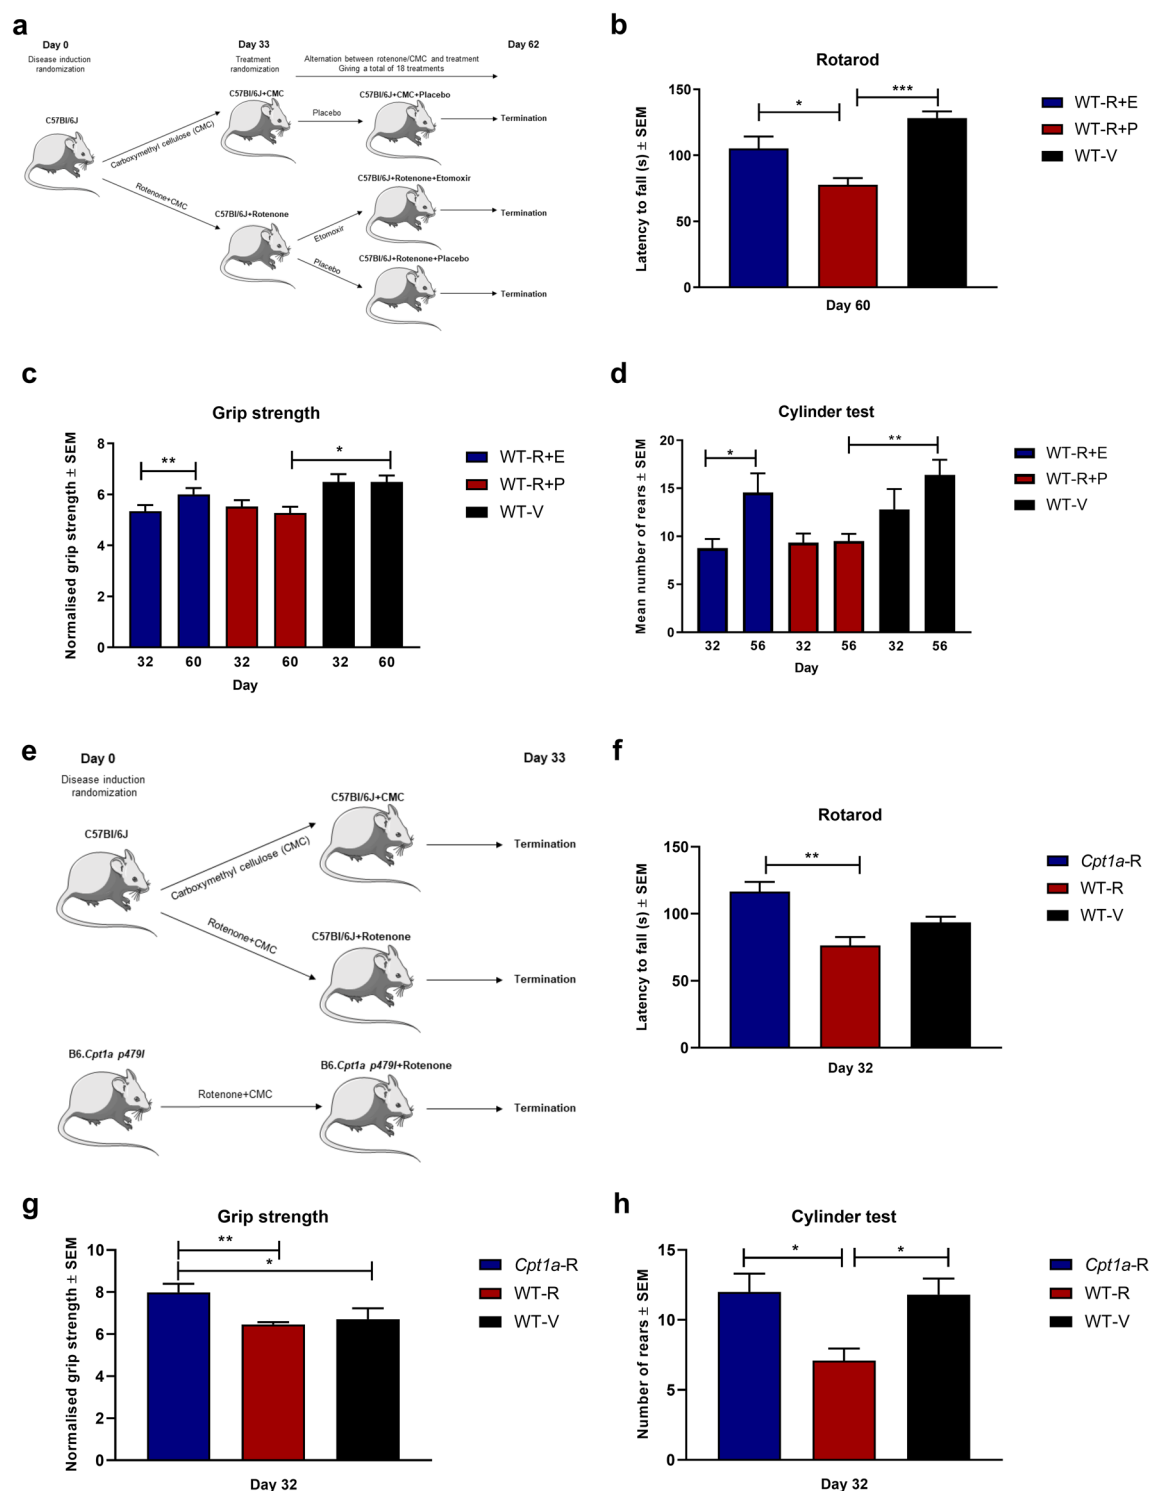 a
Day 0
Disease induction
randomization
Day 33
Treatment
randomization
Alternation between rotenone/CMC and treatment
Giving a total of 18 treatments
Day 62
C57Bl/6J
Carboxymethyl cellulose (CMC)
Rotenone+CMC
C57Bl/6J+CMC
Placebo
C57Bl/6J+CMC+Placebo
Termination
C57Bl/6J+Rotenone
Etomoxir
Placebo
C57Bl/6J+Rotenone+Etomoxir
Termination
C57Bl/6J+Rotenone+Placebo
Termination
b
Rotarod
Latency to fall (s) ± SEM
150
100
50
0
*
***
Day 60
WT-R+E
WT-R+P
WT-V
c
Grip strength
Normalised grip strength ± SEM
8
6
4
2
0
**
*
32 60 32 60 32 60
Day
WT-R+E
WT-R+P
WT-V
d
Cylinder test
Mean number of rears ± SEM
20
15
10
5
0
*
**
32 56 32 56 32 56
Day
WT-R+E
WT-R+P
WT-V
e
Day 0
Disease induction
randomization
Day 33
C57Bl/6J
Carboxymethyl cellulose (CMC)
Rotenone+CMC
C57Bl/6J+CMC
Termination
C57Bl/6J+Rotenone
Termination
B6.Cpt1a p479l
Rotenone+CMC
B6.Cpt1a p479l+Rotenone
Termination
f
Rotarod
Latency to fall (s) ± SEM
150
100
50
0
**
Day 32
Cpt1a-R
WT-R
WT-V
g
Grip strength
Normalised grip strength ± SEM
10
8
6
4
2
0
**
*
Day 32
Cpt1a-R
WT-R
WT-V
h
Cylinder test
Number of rears ± SEM
15
10
5
0
*
*
Day 32
Cpt1a-R
WT-R
WT-V